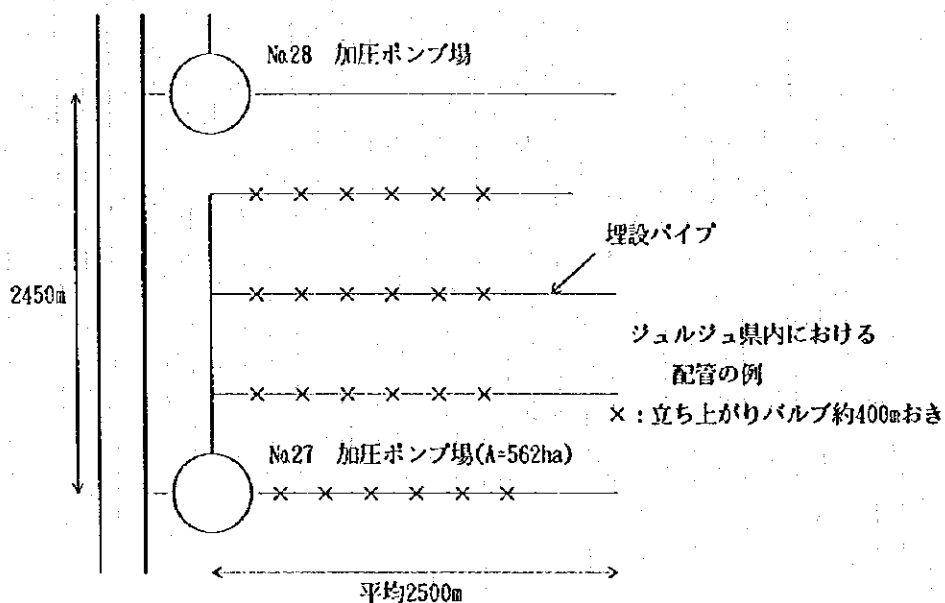 No.28 加圧ポンプ場
埋設パイプ
2450m
ジュルジュ県内における
配管の例
×：立ち上がりバルブ約400mおき
No.27 加圧ポンプ場(A=562ha)
平均2500m